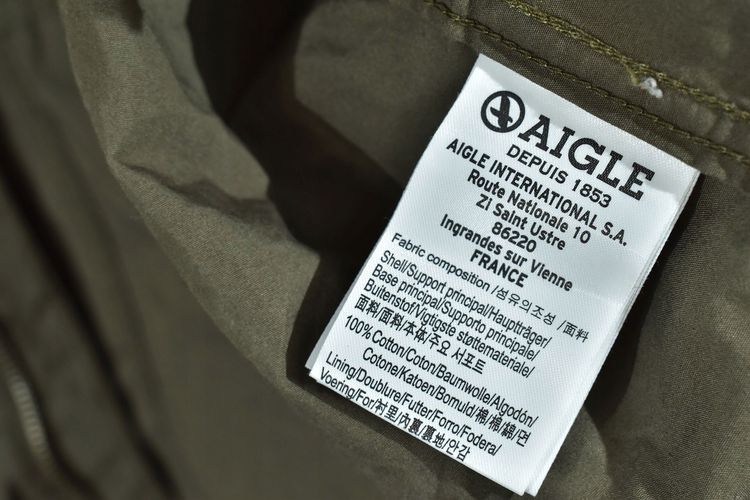 AIGLE
DEPUIS 1853
AIGLE INTERNATIONAL S.A.
Route Nationale 10
ZI Saint Ustre
86220
Ingrandes sur Vienne
FRANCE
Fabric composition /섬유의조성 /面料
Shell/Support principal/Hauptträger/
Base principal/Supporto principale/
Buitenstof/Vigtigste støttemateriale/
面料/面料/本体/주요 서포트
100% Cotton/Coton/Baumwolle/Algodón/
Cotone/Katoen/Bomuld/棉/棉/綿/면
Lining/Doublure/Futter/Forro/Fodera/
Voering/For/衬里/內裏/裏地/안감